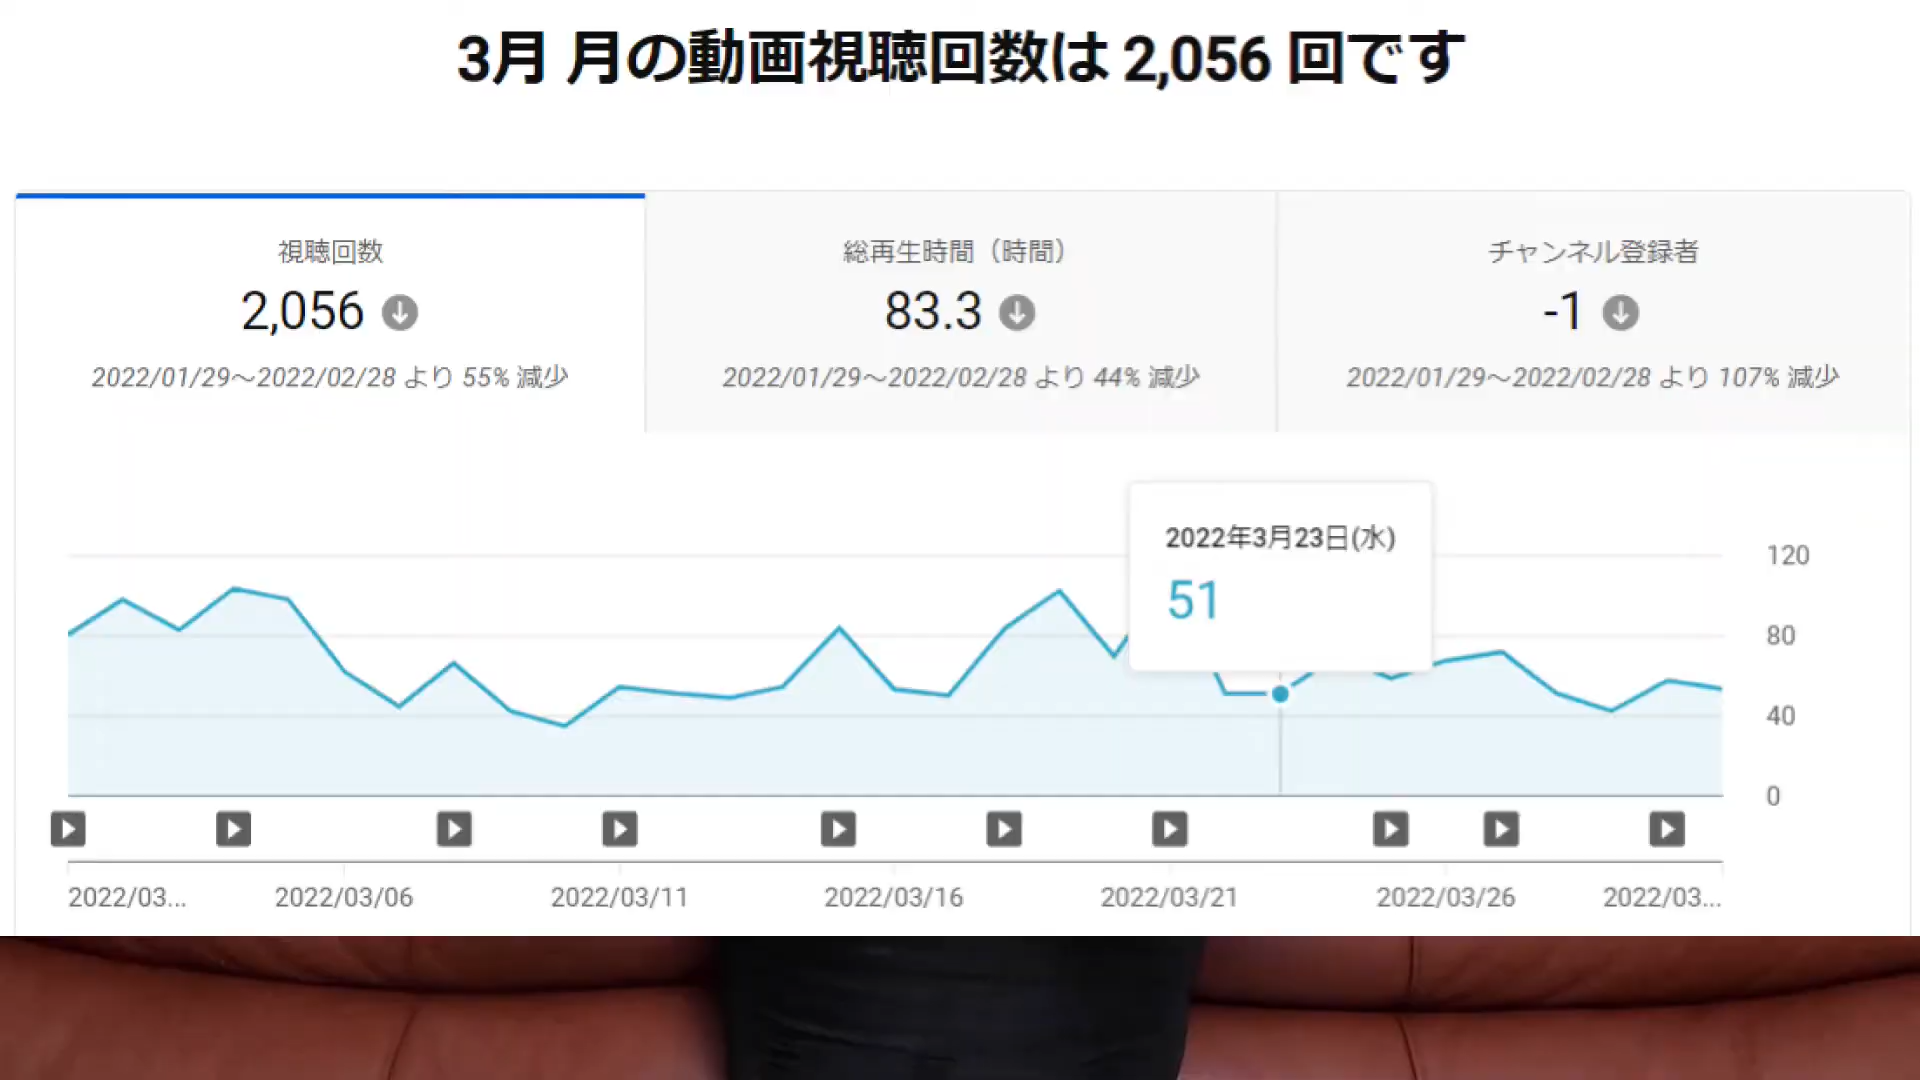 3月 月の動画視聴回数は 2,056 回です
視聴回数
2,056
2022/01/29～2022/02/28 より 55% 減少
総再生時間（時間）
83.3
2022/01/29～2022/02/28 より 44% 減少
チャンネル登録者
-1
2022/01/29～2022/02/28 より 107% 減少
2022年3月23日(水)
51
120
80
40
0
2022/03...
2022/03/06
2022/03/11
2022/03/16
2022/03/21
2022/03/26
2022/03...